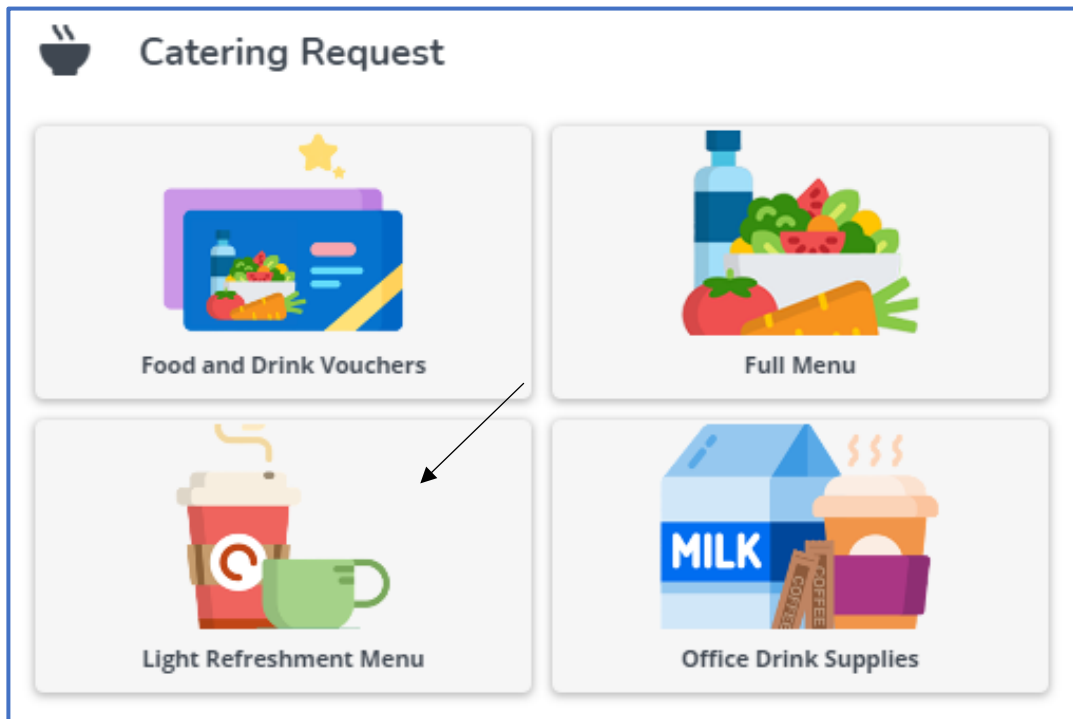 Catering Request
Food and Drink Vouchers
Full Menu
Light Refreshment Menu
MILK
COFFEE
COFFEE
Office Drink Supplies